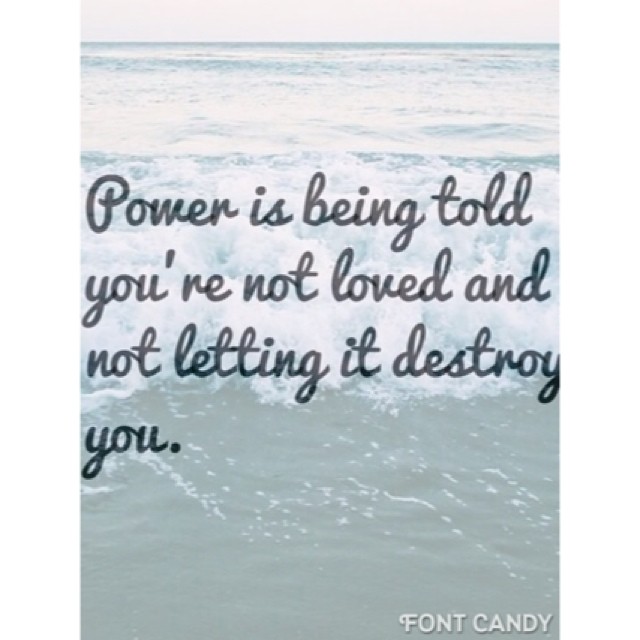 Power is being told
you're not loved and
not letting it destroy
you.
FONT CANDY